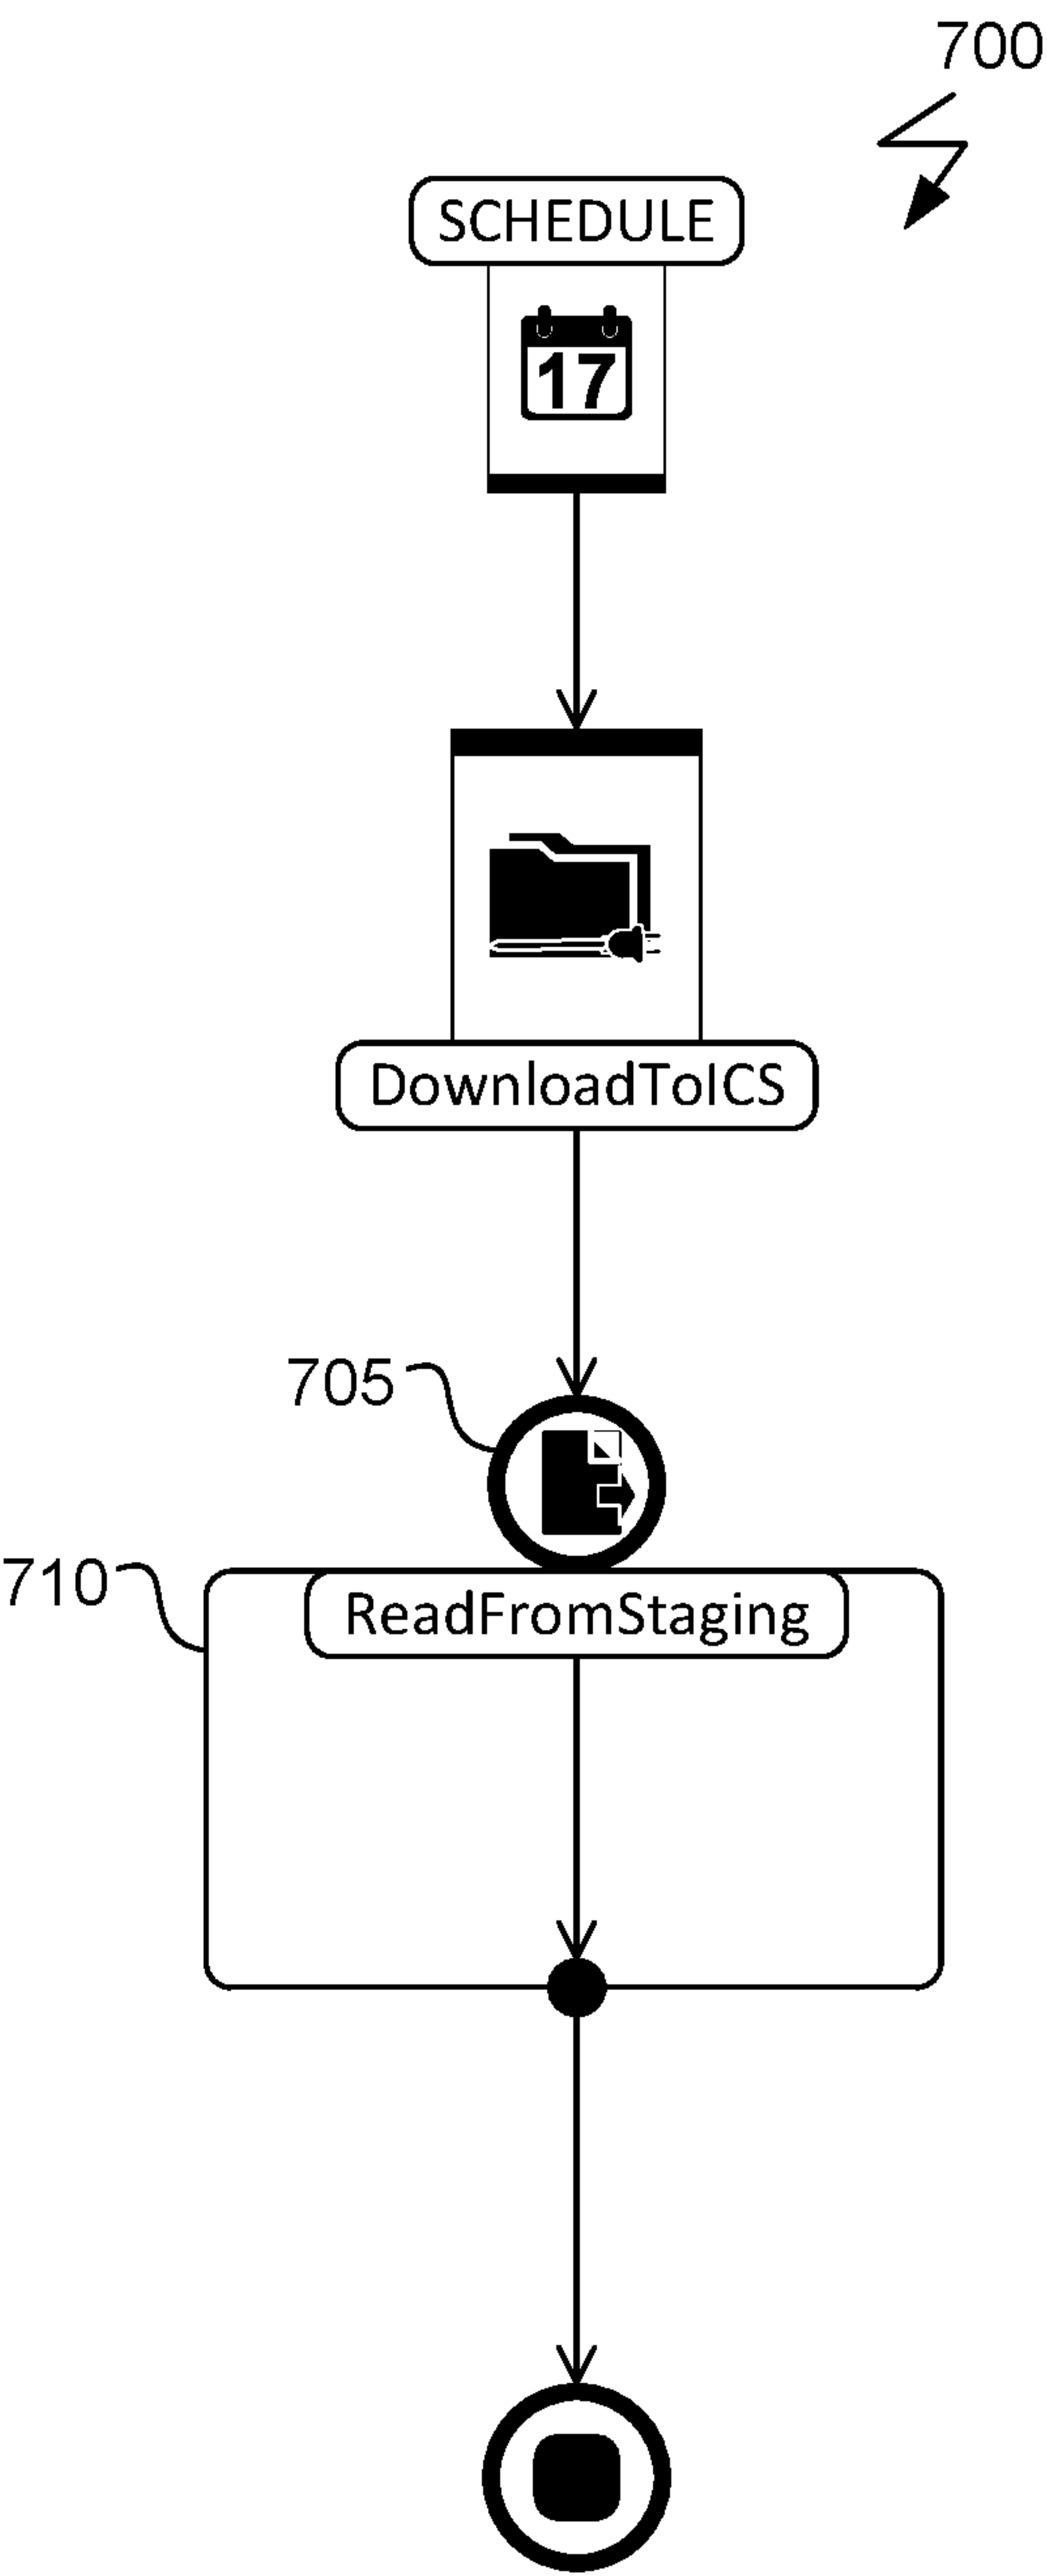 700
SCHEDULE
17
DownloadToICS
705
710
ReadFromStaging